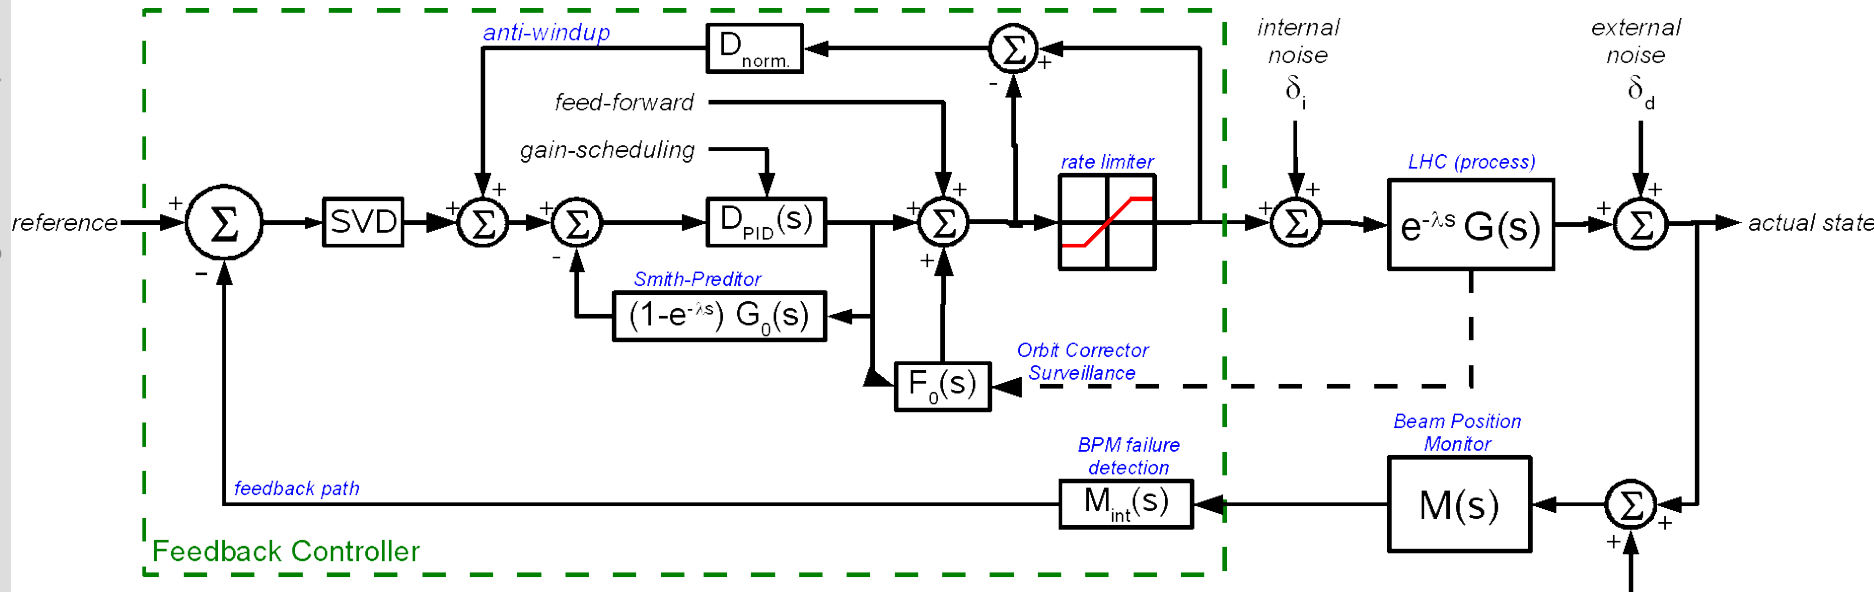 anti-windup
D norm.
Σ
+
-
internal
noise
δi
external
noise
δd
feed-forward
gain-scheduling
rate limiter
LHC (process)
reference
+
Σ
-
SVD
+
+
Σ
+
Σ
-
DPID(s)
+
+
Σ
+
+
+
Σ
e-λs G(s)
+
+
Σ
actual state
Smith-Preditor
(1-e-λs) G0(s)
Orbit Corrector
Surveillance
F0(s)
Beam Position
Monitor
BPM failure
detection
feedback path
Mint(s)
M(s)
Σ
+
+
Feedback Controller